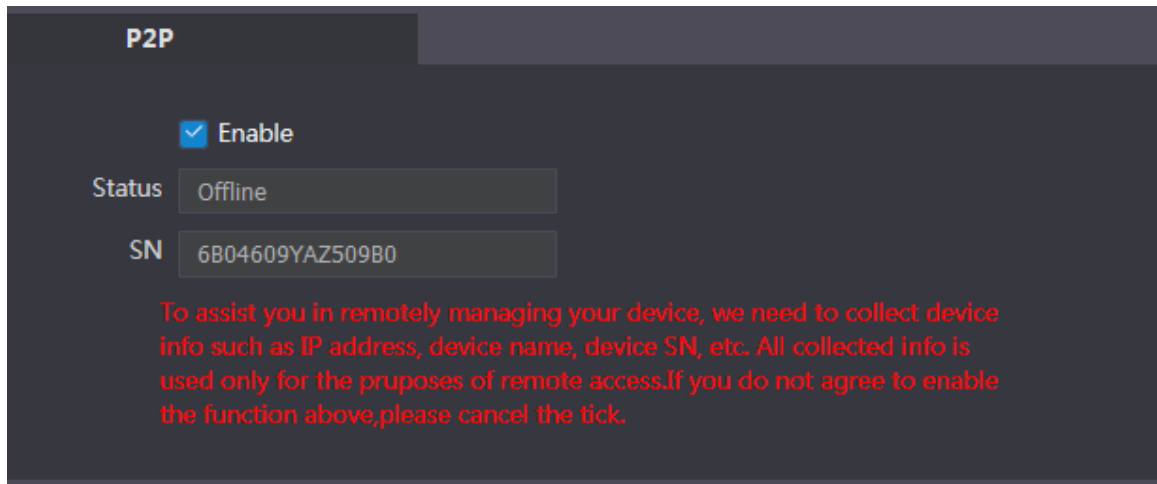 P2P
Enable
Status Offline
SN 6B04609YAZ509B0
To assist you in remotely managing your device, we need to collect device
info such as IP address, device name, device SN, etc. All collected info is
used only for the pruposes of remote access.If you do not agree to enable
the function above,please cancel the tick.